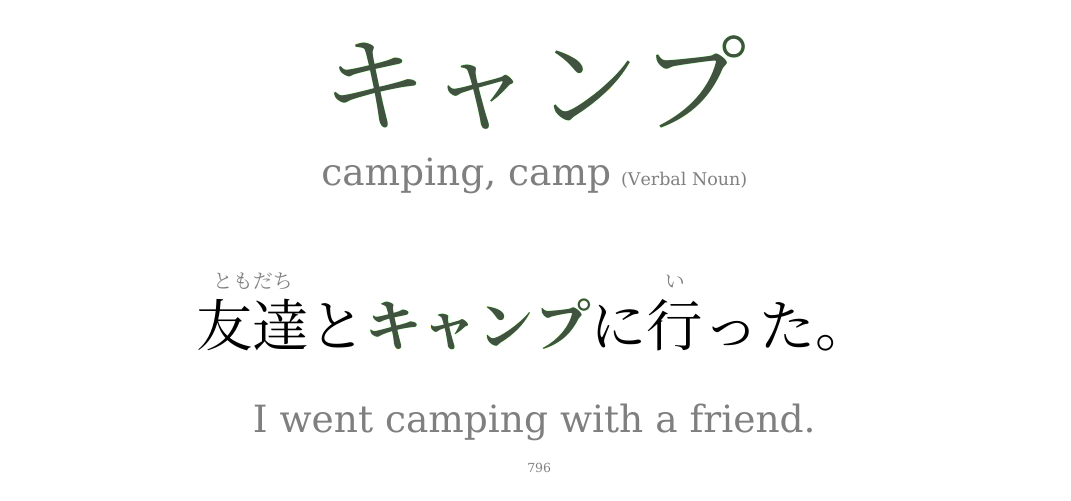 キャンプ
camping, camp (Verbal Noun)
ともだち い
友達とキャンプに行った。
I went camping with a friend.
796